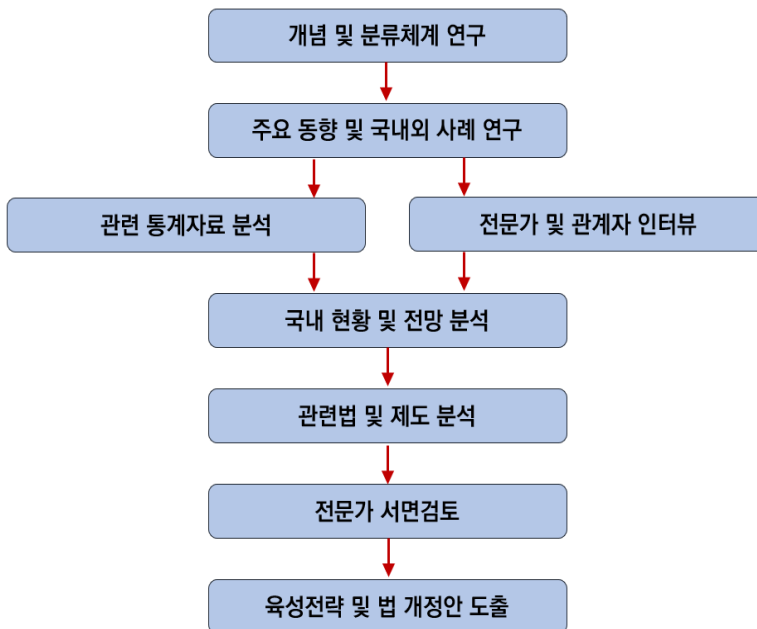 개념 및 분류체계 연구
주요 동향 및 국내외 사례 연구
관련 통계자료 분석
전문가 및 관계자 인터뷰
국내 현황 및 전망 분석
관련법 및 제도 분석
전문가 서면검토
육성전략 및 법 개정안 도출